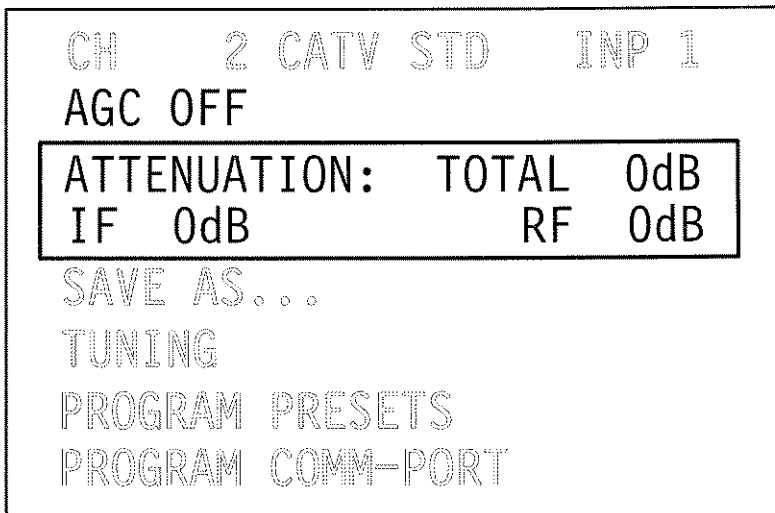 CH 2 CATV STD INP 1
AGC OFF
ATTENUATION: TOTAL 0dB
IF 0dB RF 0dB
SAVE AS...
TUNING
PROGRAM PRESETS
PROGRAM COMM-PORT